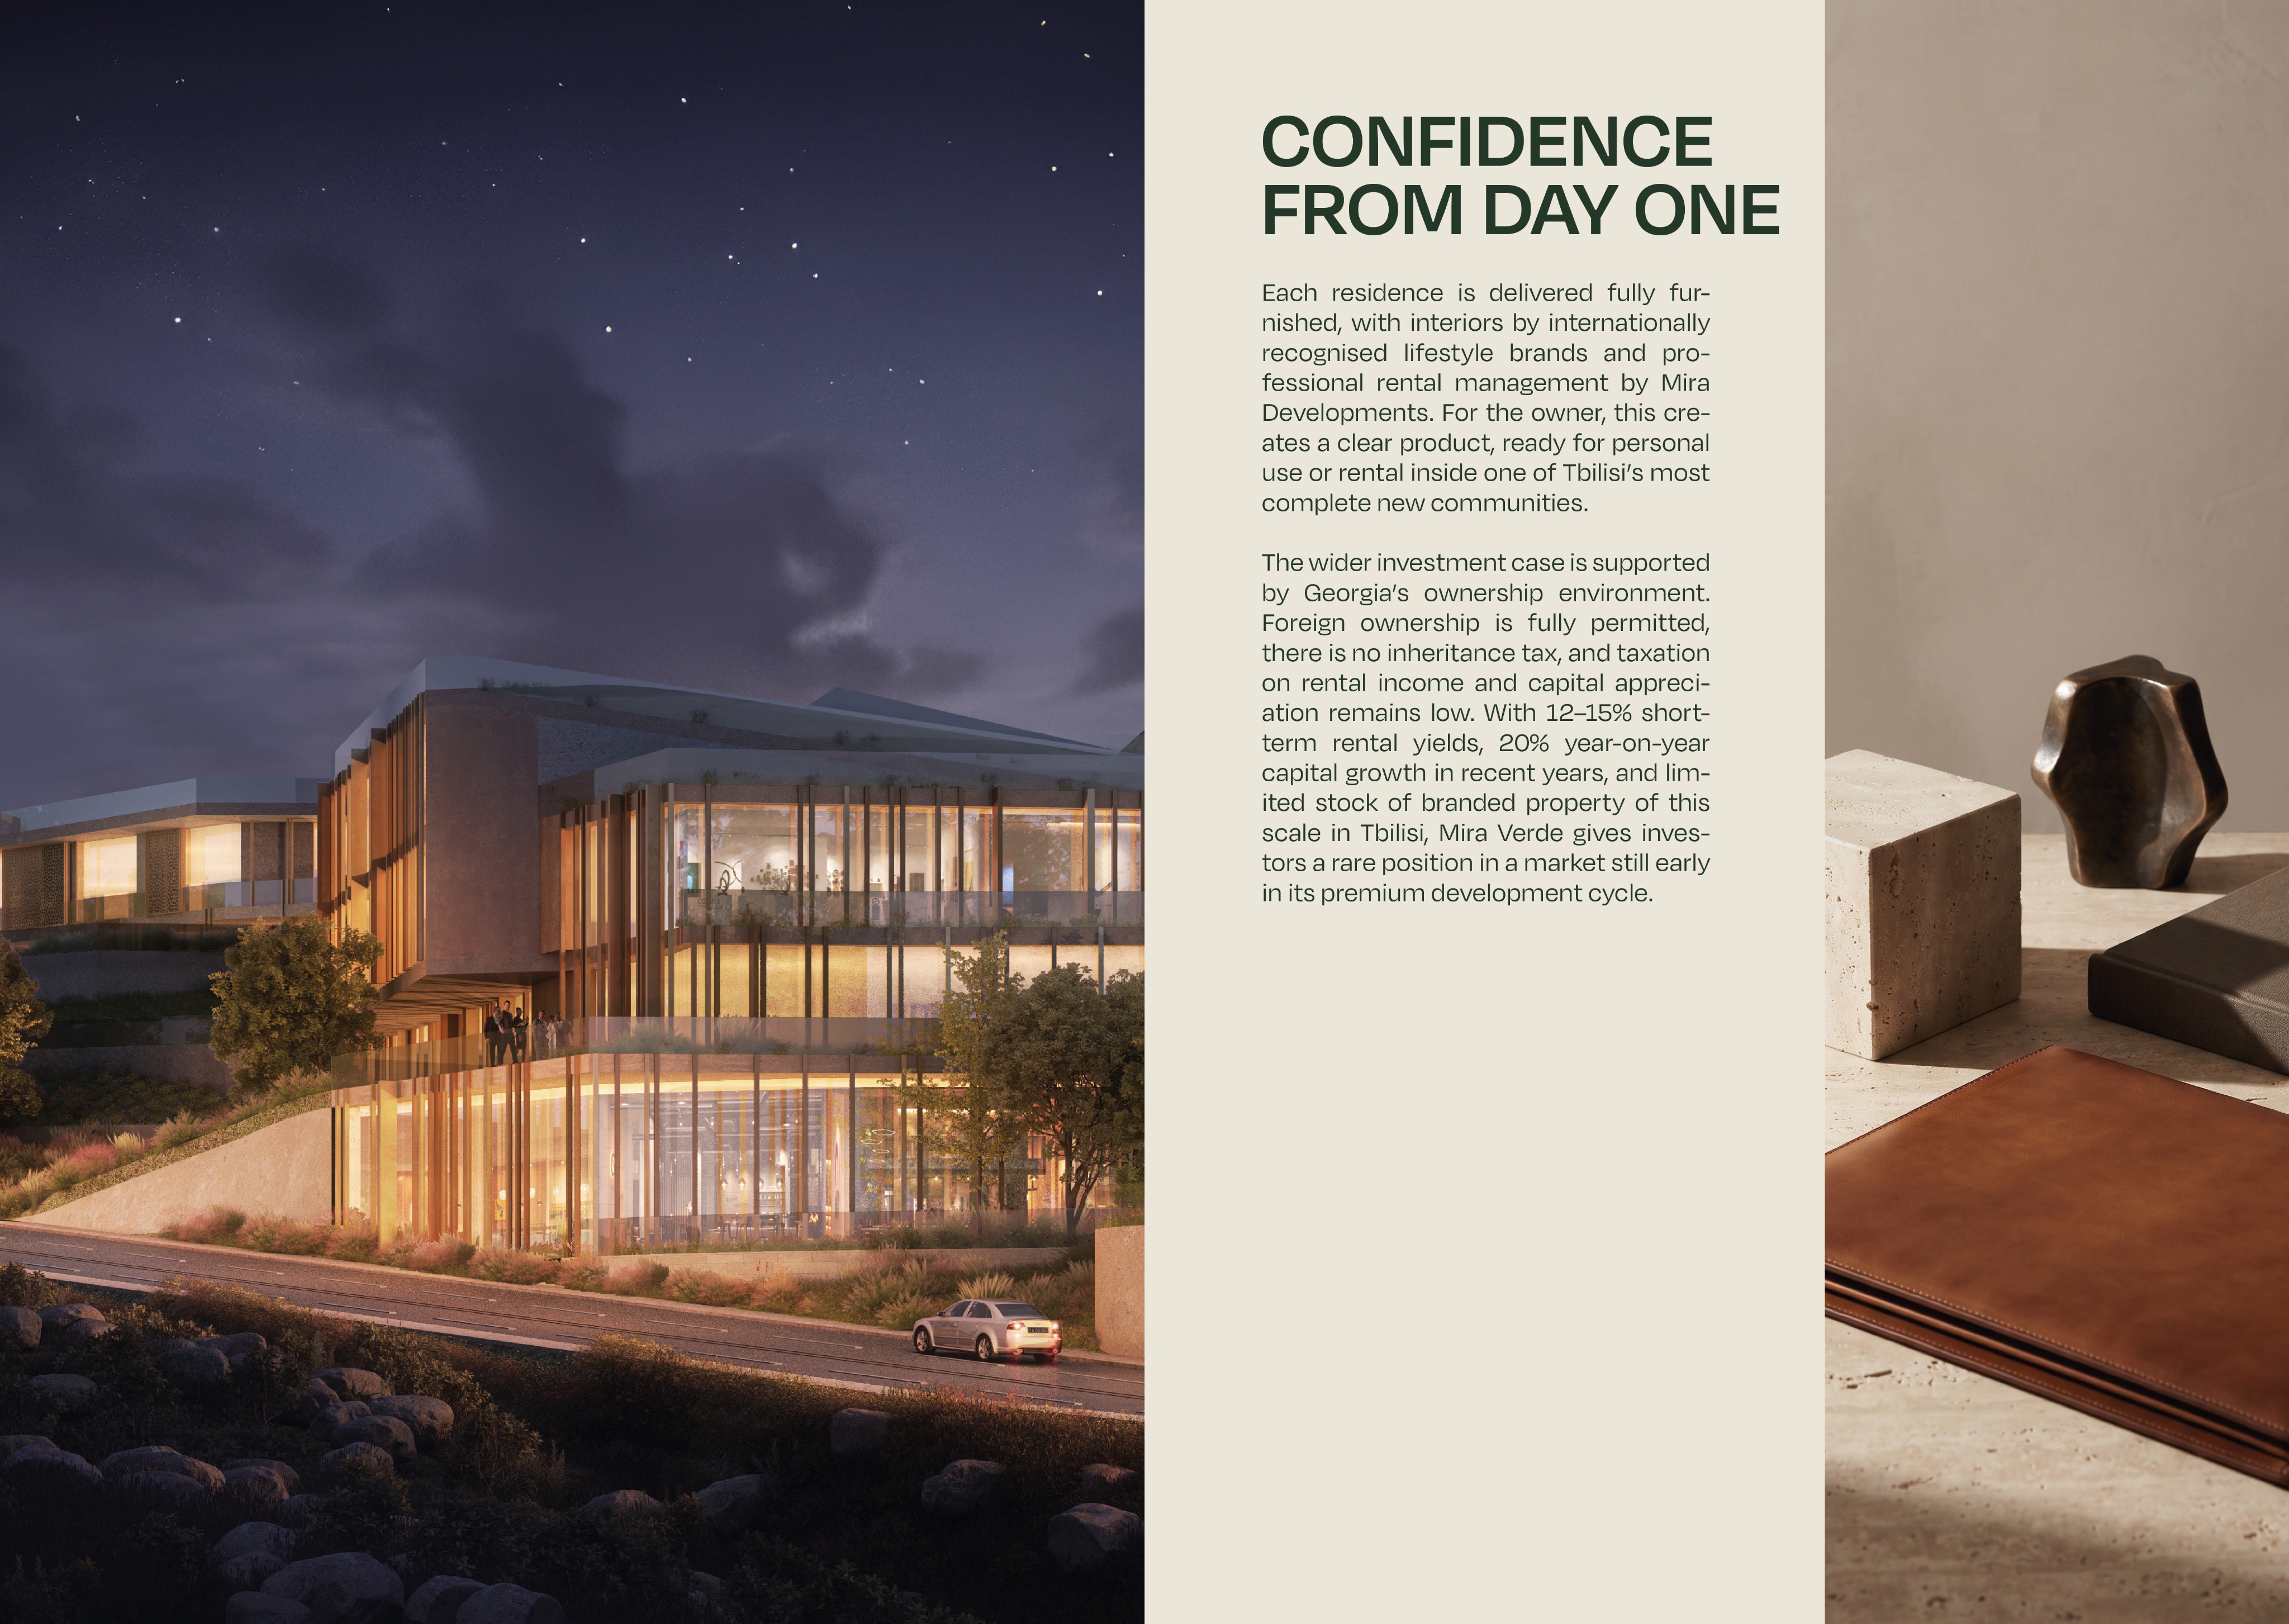 CONFIDENCE
FROM DAY ONE
Each residence is delivered fully fur-
nished, with interiors by internationally
recognised lifestyle brands and pro-
fessional rental management by Mira
Developments. For the owner, this cre-
ates a clear product, ready for personal
use or rental inside one of Tbilisi’s most
complete new communities.
The wider investment case is supported
by Georgia’s ownership environment.
Foreign ownership is fully permitted,
there is no inheritance tax, and taxation
on rental income and capital appreci-
ation remains low. With 12–15% short-
term rental yields, 20% year-on-year
capital growth in recent years, and lim-
ited stock of branded property of this
scale in Tbilisi, Mira Verde gives inves-
tors a rare position in a market still early
in its premium development cycle.